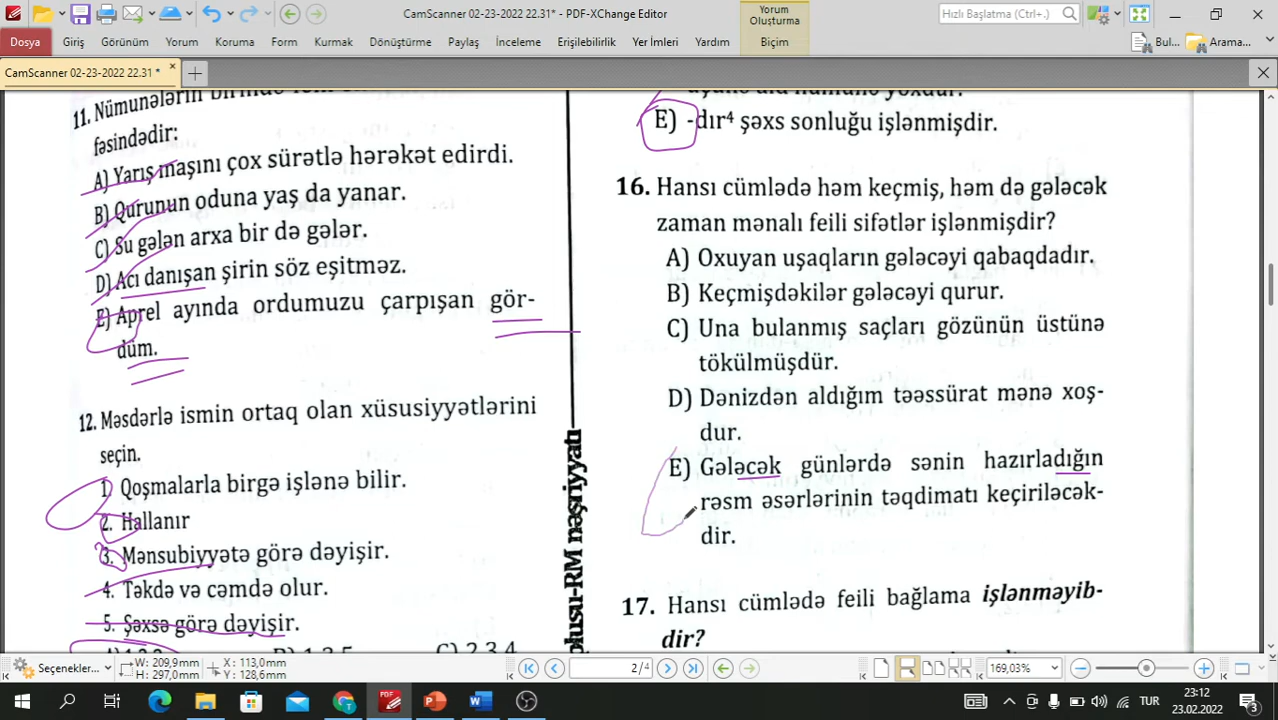 CamScanner 02-23-2022 22.31* * PDF-XChange Editor
Yorum
Oluşturma
Hızlı Başlatma (Ctrl+.)
Dosya
Giriş
Görünüm
Yorum
Koruma
Form
Kırmak
Dönüştürme
Paylaş
İnceleme
Erişilebilirlik
Yer İmleri
Yardım
Biçim
Bul...
Arama...
CamScanner 02-23-2022 22.31 *
11. Nümunələrin birində
fəsindədir:
A) Yarış maşını çox sürətlə hərəkət edirdi.
B) Qurunun oduna yaş da yanar.
C) Su gələn arxa bir də gələr.
D) Acı danışan şirin söz eşitməz.
E) Aprel ayında ordumuzu çarpışan gör-
düm.
12. Məsdərlə ismin ortaq olan xüsusiyyətlərini
seçin.
1) Qoşmalarla birgə işlənə bilir.
2. Hallanır
3. Mənsubiyyətə görə dəyişir.
4. Təkdə və cəmdə olur.
5. Şəxsə görə dəyişir.
RM nəşriyyatı
E) -dır⁴ şəxs sonluğu işlənmişdir.
16. Hansı cümlədə həm keçmiş, həm də gələcək
zaman mənalı feili sifətlər işlənmişdir?
A) Oxuyan uşaqların gələcəyi qabaqdadır.
B) Keçmişdəkilər gələcəyi qurur.
C) Una bulanmış saçları gözünün üstünə
tökülmüşdür.
D) Dənizdən aldığım təəssürat mənə xoş-
dur.
E) Gələcək günlərdə sənin hazırladığın
rəsm əsərlərinin təqdimatı keçiriləcək-
dir.
17. Hansı cümlədə feili bağlama işlənməyib-
dir?
Seçenekler...
W: 209,9mm
H: 297,0mm
X: 113,0mm
Y: 128,6mm
2/4
169,03%
TUR
23:12
23.02.2022
3